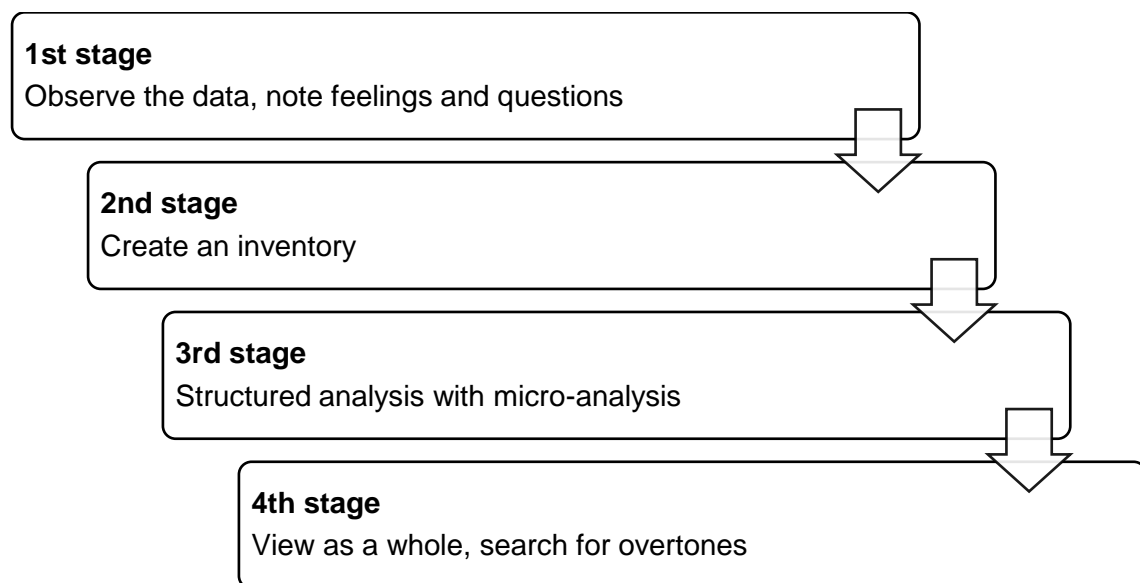 1st stage
Observe the data, note feelings and questions
2nd stage
Create an inventory
3rd stage
Structured analysis with micro-analysis
4th stage
View as a whole, search for overtones